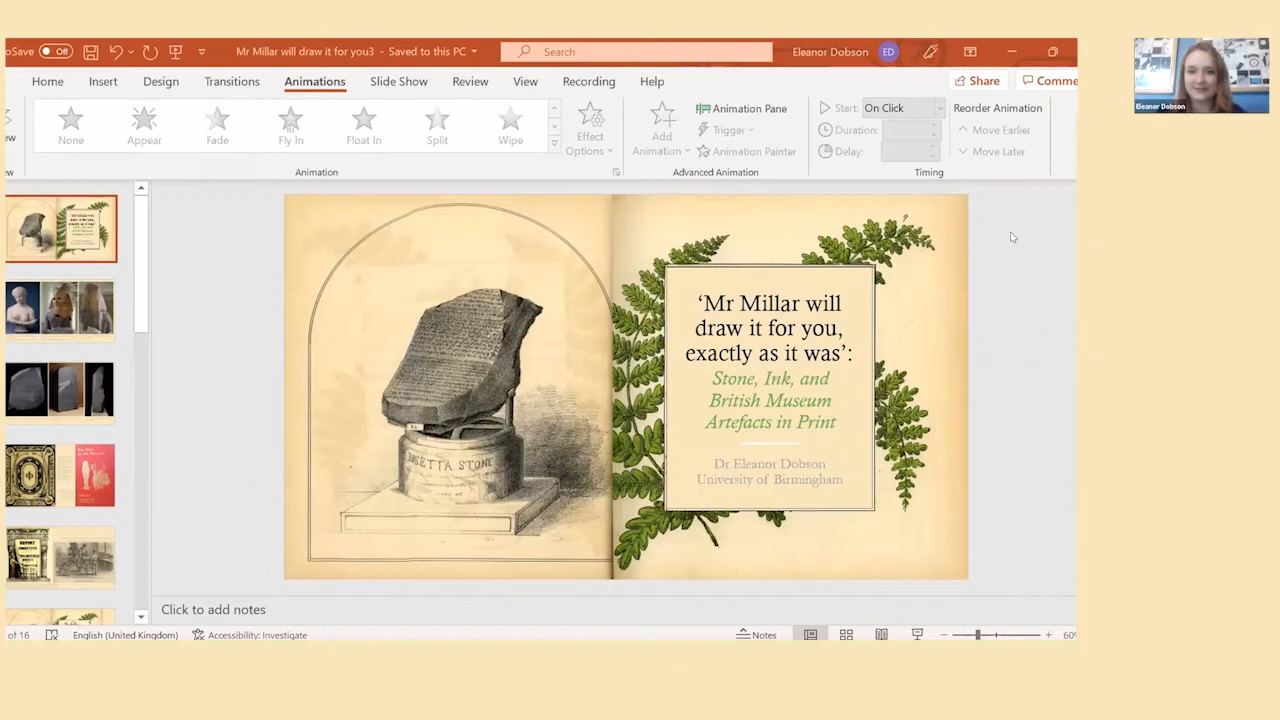 oSave Off
Mr Millar will draw it for you3 - Saved to this PC
Search
Eleanor Dobson ED
Home Insert Design Transitions Animations Slide Show Review View Recording Help
Share Comme
ew
None Appear Fade Fly In Float In Split Wipe
Effect
Options
Add
Animation
Animation Pane
Trigger
Animation Painter
Start: On Click
Duration:
Delay:
Reorder Animation
Move Earlier
Move Later
ew
Animation
Advanced Animation
Timing
Eleanor Dobson
ROSETTA STONE
‘Mr Millar will
draw it for you,
exactly as it was’:
Stone, Ink, and
British Museum
Artefacts in Print
Dr Eleanor Dobson
University of Birmingham
Click to add notes
of 16 English (United Kingdom) Accessibility: Investigate
Notes
60%